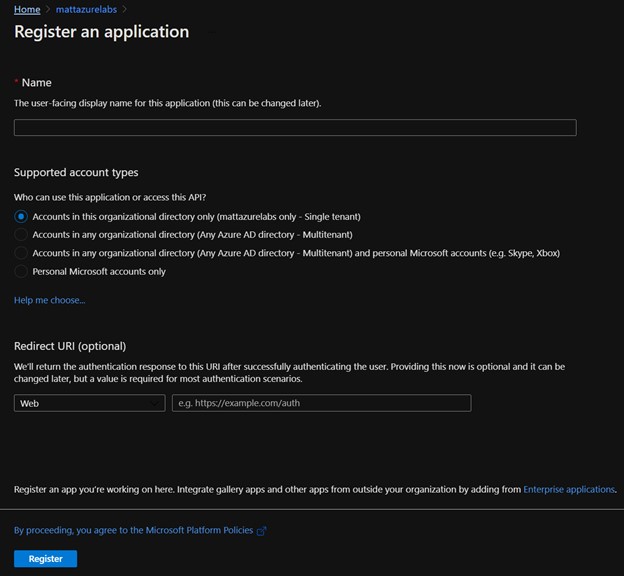 Home > mattazurelabs >
Register an application
* Name
The user-facing display name for this application (this can be changed later).
Supported account types
Who can use this application or access this API?
Accounts in this organizational directory only (mattazurelabs only - Single tenant)
Accounts in any organizational directory (Any Azure AD directory - Multitenant)
Accounts in any organizational directory (Any Azure AD directory - Multitenant) and personal Microsoft accounts (e.g. Skype, Xbox)
Personal Microsoft accounts only
Help me choose...
Redirect URI (optional)
We'll return the authentication response to this URI after successfully authenticating the user. Providing this now is optional and it can be
changed later, but a value is required for most authentication scenarios.
Web e.g. https://example.com/auth
Register an app you're working on here. Integrate gallery apps and other apps from outside your organization by adding from Enterprise applications.
By proceeding, you agree to the Microsoft Platform Policies
Register